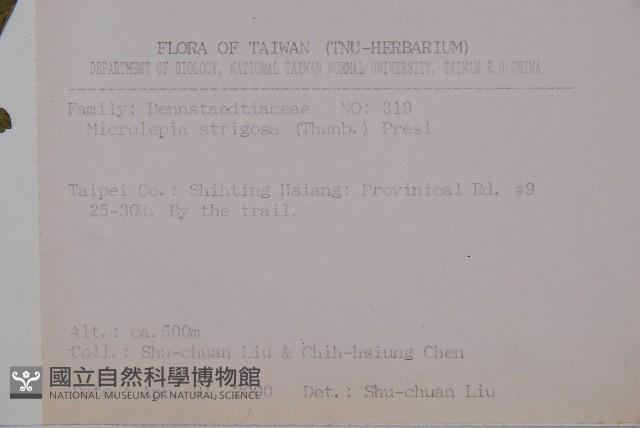 FLORA OF TAIWAN (TNU-HERBARIUM)
DEPARTMENT OF BIOLOGY, NATIONAL TAIWAN NORMAL UNIVERSITY, TAIWAN R.O.CHINA
Family: Dennstaedtiaceae NO: 319
Microlepia strigosa (Thunb.) Presl
Taipei Co.: Shihting Hsiang: Provinical Rd. #9
25-30K. By the trail.
Alt.: ca.500m
Coll.: Shu-chuan Liu & Chih-hsiung Chen
Det.: Shu-chuan Liu
國立自然科學博物館
NATIONAL MUSEUM OF NATURAL SCIENCE